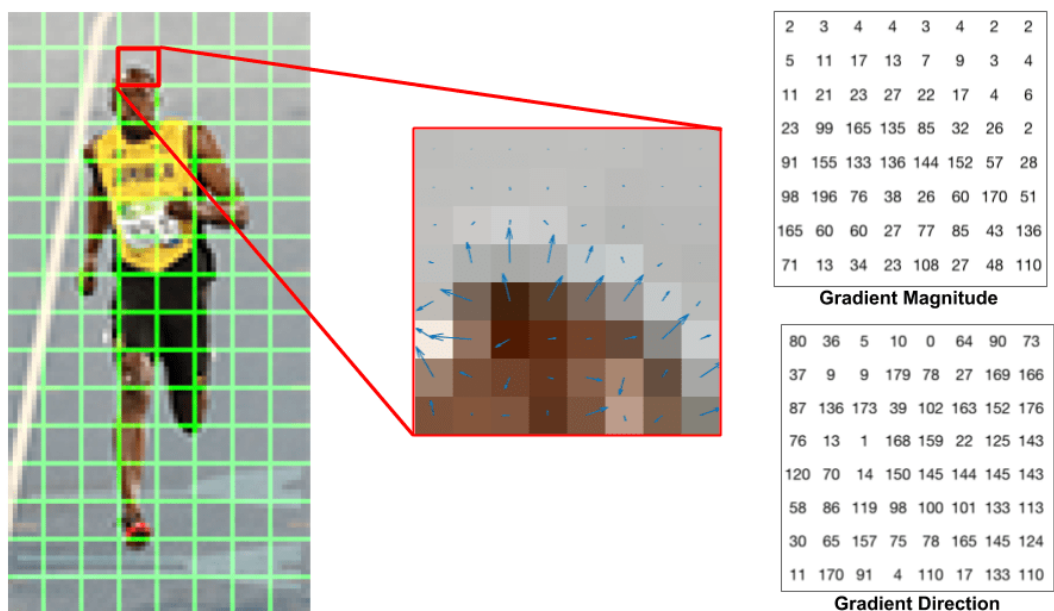 2 3 4 4 3 4 2 2
5 11 17 13 7 9 3 4
11 21 23 27 22 17 4 6
23 99 165 135 85 32 26 2
91 155 133 136 144 152 57 28
98 196 76 38 26 60 170 51
165 60 60 27 77 85 43 136
71 13 34 23 108 27 48 110
Gradient Magnitude
80 36 5 10 0 64 90 73
37 9 9 179 78 27 169 166
87 136 173 39 102 163 152 176
76 13 1 168 159 22 125 143
120 70 14 150 145 144 145 143
58 86 119 98 100 101 133 113
30 65 157 75 78 165 145 124
11 170 91 4 110 17 133 110
Gradient Direction